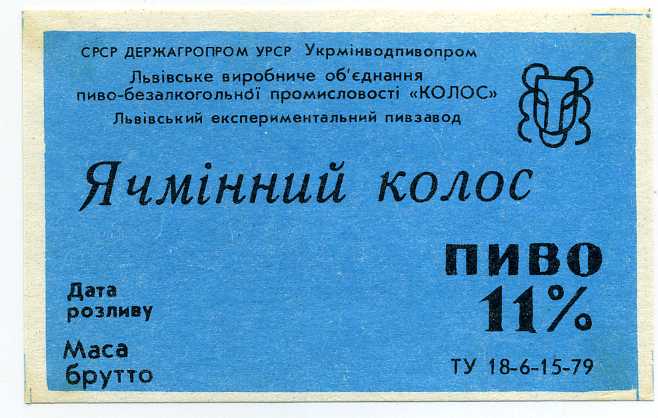 СРСР ДЕРЖАГРОПРОМ УРСР Укрмінводпивопром
Львівське виробниче об'єднання
пиво-безалкогольної промисловості «КОЛОС»
Львівський експериментальний пивзавод
Ячмінний колос
ПИВО
11%
Дата
розливу
Маса
брутто
ТУ 18-6-15-79